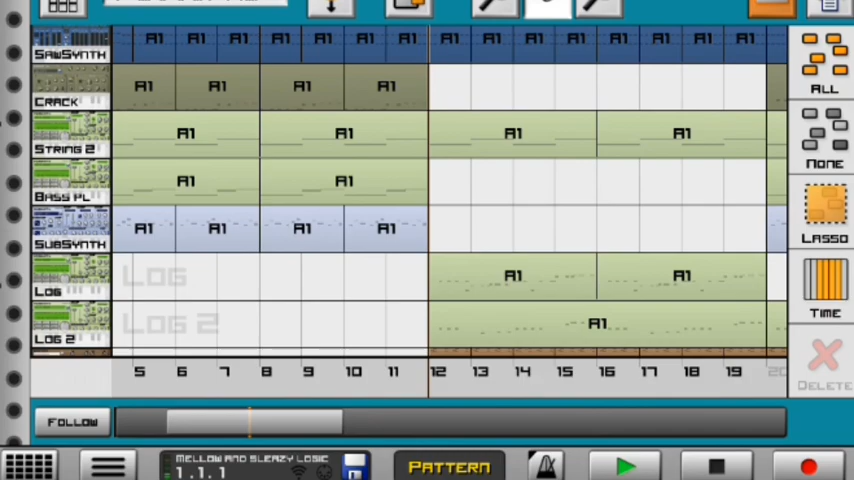 SawSynth A1 A1 A1 A1 A1 A1 A1 A1 A1 A1 A1 A1 A1 A1 A1
Crack A1 A1 A1 A1
String 2 A1 A1 A1 A1
Bass PL A1 A1
SubSynth A1 A1 A1 A1
Log Log A1 A1
Log 2 Log 2 A1
5 6 7 8 9 10 11 12 13 14 15 16 17 18 19 20
All
None
Lasso
Time
Delete
Follow
Mellow and Sleazy Logic
1.1.1
Pattern